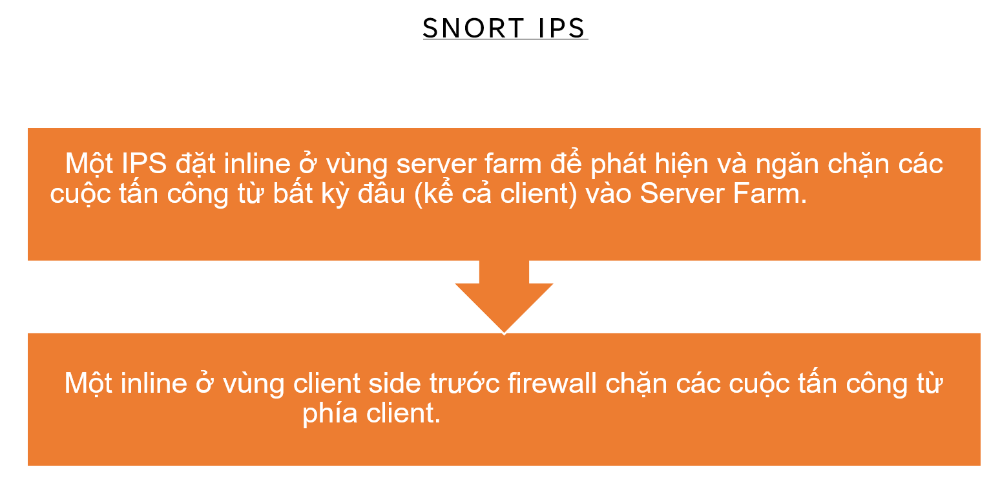 SNORT IPS
Một IPS đặt inline ở vùng server farm để phát hiện và ngăn chặn các
cuộc tấn công từ bất kỳ đâu (kể cả client) vào Server Farm.
Một inline ở vùng client side trước firewall chặn các cuộc tấn công từ
phía client.